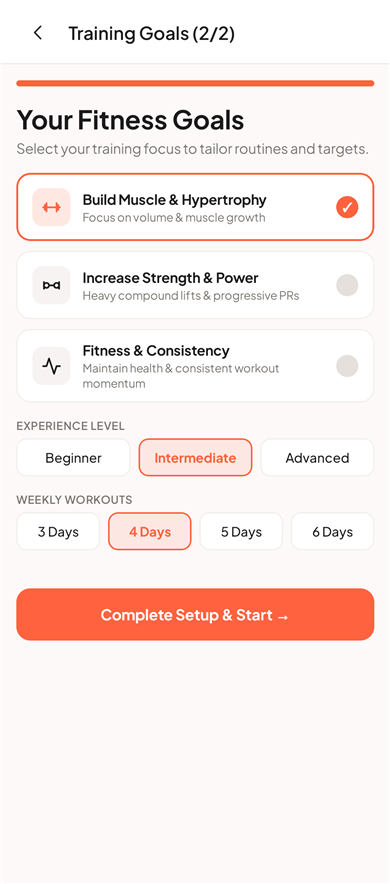 Training Goals (2/2)
Your Fitness Goals
Select your training focus to tailor routines and targets.
Build Muscle & Hypertrophy
Focus on volume & muscle growth
Increase Strength & Power
Heavy compound lifts & progressive PRs
Fitness & Consistency
Maintain health & consistent workout
momentum
EXPERIENCE LEVEL
Beginner
Intermediate
Advanced
WEEKLY WORKOUTS
3 Days
4 Days
5 Days
6 Days
Complete Setup & Start →